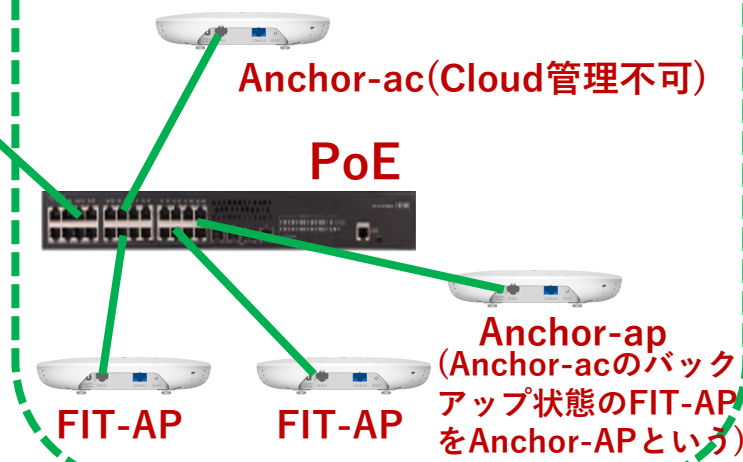 Anchor-ac(Cloud管理不可)
PoE
Anchor-ap
(Anchor-acのバック
アップ状態のFIT-AP
をAnchor-APという)
FIT-AP
FIT-AP